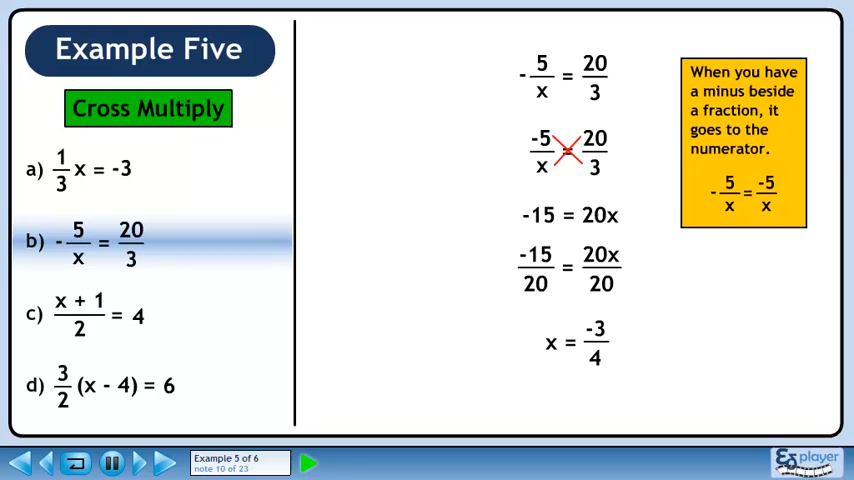 Example Five
Cross Multiply
a) 1/3 x = -3
b) - 5/x = 20/3
c) (x + 1)/2 = 4
d) 3/2 (x - 4) = 6
- 5/x = 20/3
-5/x = 20/3
-15 = 20x
-15/20 = 20x/20
x = -3/4
When you have
a minus beside
a fraction, it
goes to the
numerator.
- 5/x = -5/x
Example 5 of 6
note 10 of 23
player